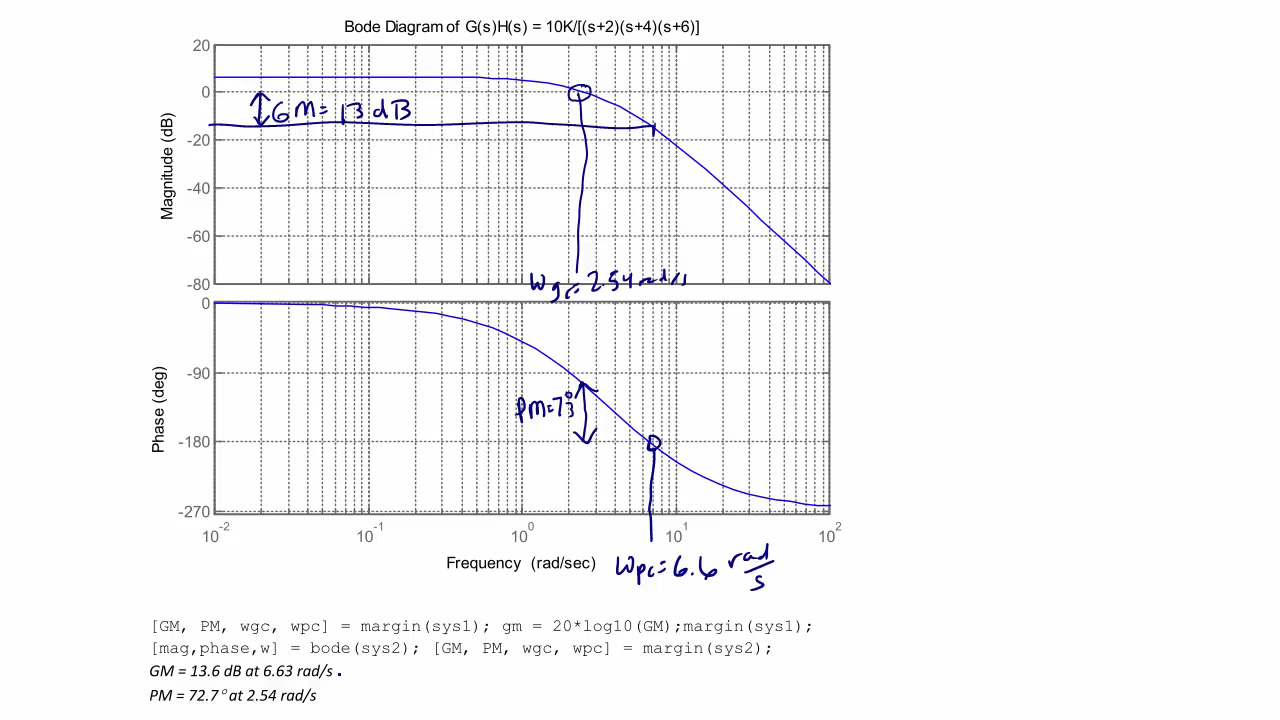 Bode Diagram of G(s)H(s) = 10K/[(s+2)(s+4)(s+6)]
20
0
-20
-40
-60
-80
Magnitude (dB)
GM = 13 dB
Wgc = 2.54 rad/s
0
-90
-180
-270
Phase (deg)
PM=73°
10^-2
10^-1
10^0
10^1
10^2
Frequency (rad/sec)
Wpc = 6.6 rad/s
[GM, PM, wgc, wpc] = margin(sys1); gm = 20*log10(GM);margin(sys1);
[mag,phase,w] = bode(sys2); [GM, PM, wgc, wpc] = margin(sys2);
GM = 13.6 dB at 6.63 rad/s .
PM = 72.7° at 2.54 rad/s